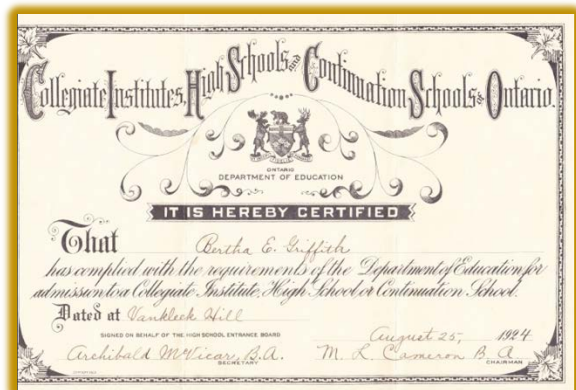 Collegiate Institutes, High Schools and Continuation Schools of Ontario.
ONTARIO
DEPARTMENT OF EDUCATION
IT IS HEREBY CERTIFIED
That Bertha E. Griffith
has complied with the requirements of the Department of Education for
admission to a Collegiate Institute, High School or Continuation School.
Dated at Vankleek Hill
SIGNED ON BEHALF OF THE HIGH SCHOOL ENTRANCE BOARD
August 25, 1924
Archibald McVicar, B.A. M. L. Cameron B A
SECRETARY CHAIRMAN